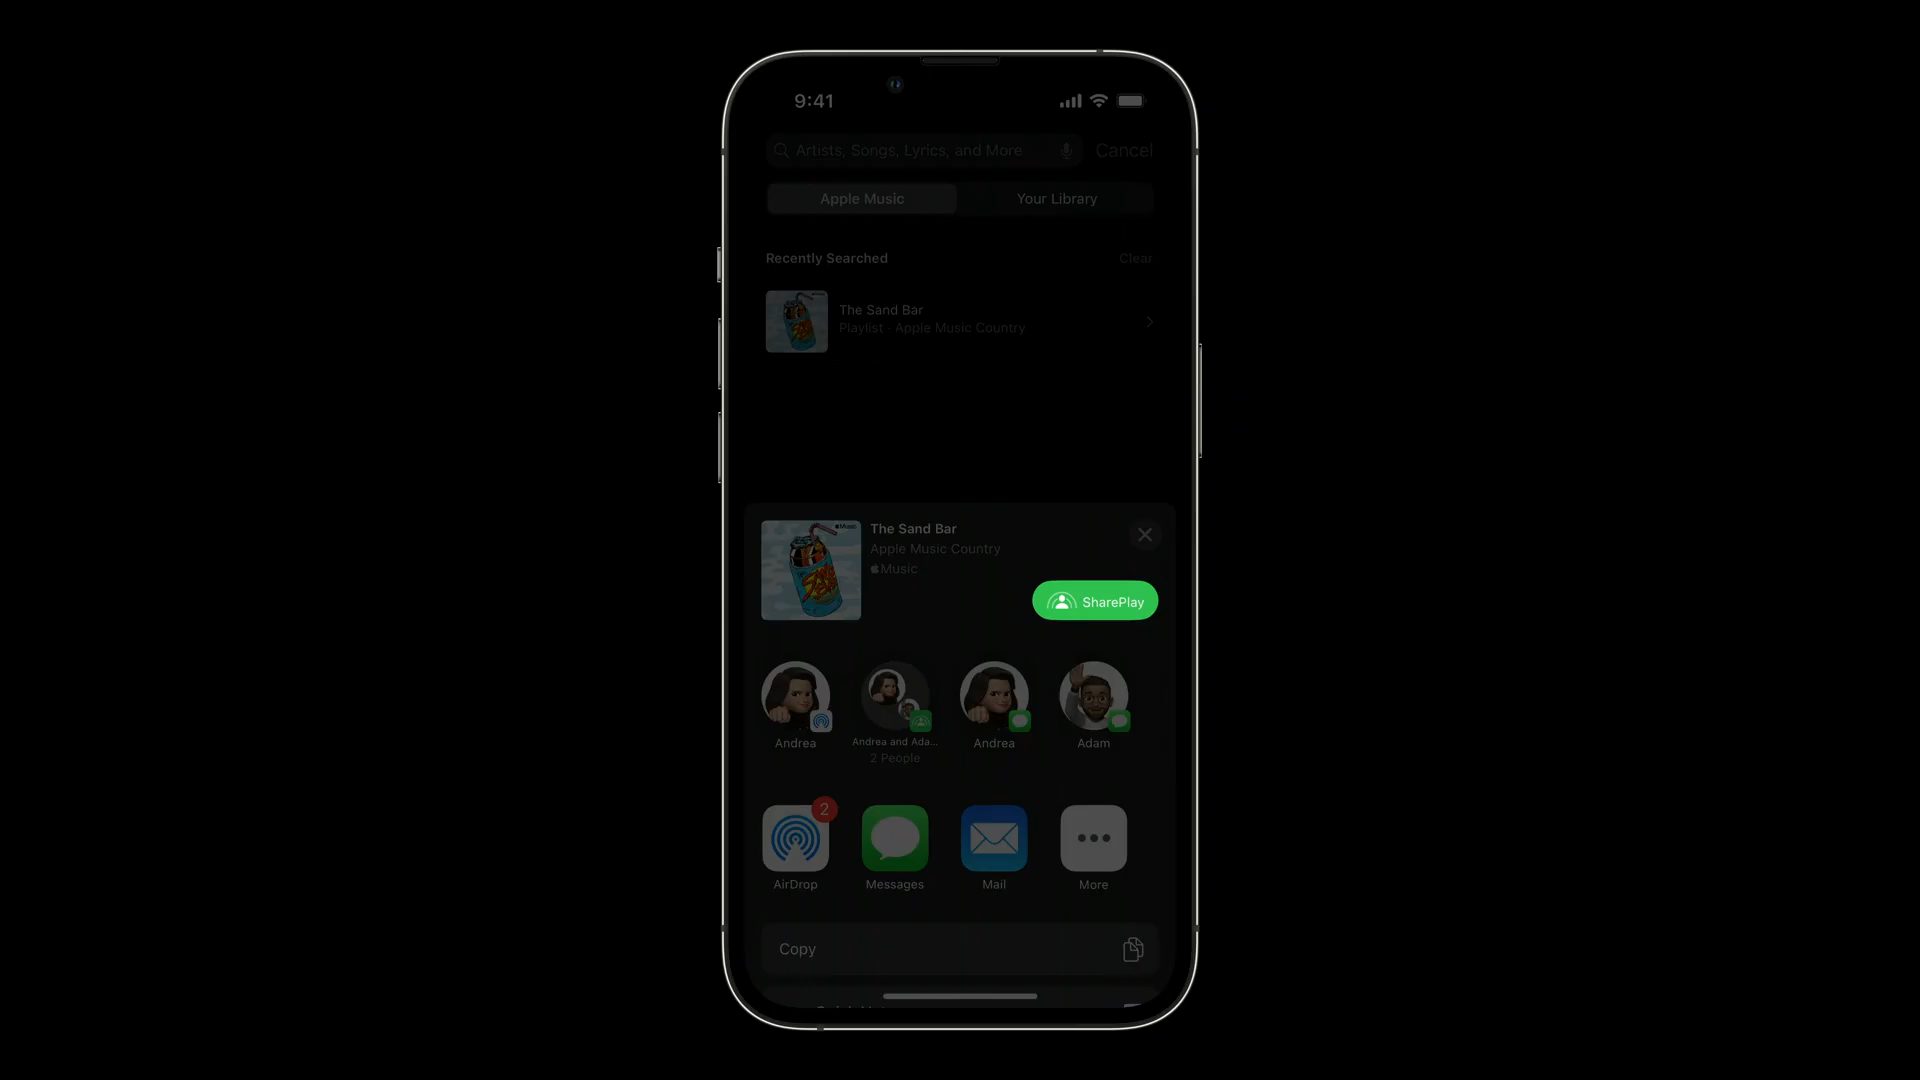 9:41
Artists, Songs, Lyrics, and More
Cancel
Apple Music
Your Library
Recently Searched
Clear
The Sand Bar
Playlist · Apple Music Country
The Sand Bar
Apple Music Country
Music
SharePlay
Andrea
Andrea and Ada...
2 People
Andrea
Adam
2
AirDrop
Messages
Mail
More
Copy